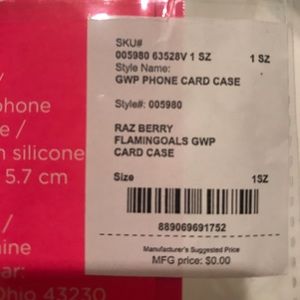 SKU#
005980 63528V 1 SZ 1 SZ
Style Name:
GWP PHONE CARD CASE
Style#: 005980
RAZ BERRY
FLAMINGOALS GWP
CARD CASE
Size 1SZ
889069691752
Manufacturer's Suggested Price
MFG price: $0.00
/
phone
e /
n silicone
5.7 cm
/
nine
ear:
Ohio 43230